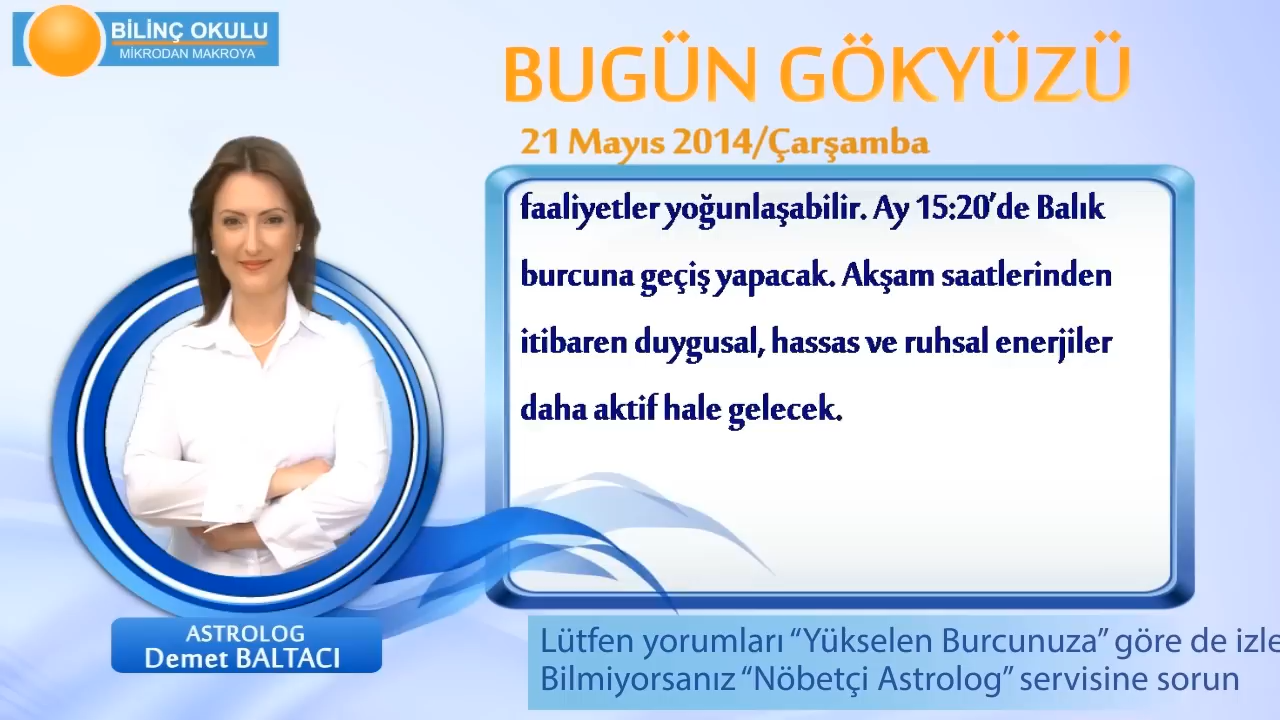 BİLİNÇ OKULU
MİKRODAN MAKROYA
BUGÜN GÖKYÜZÜ
21 Mayıs 2014/Çarşamba
faaliyetler yoğunlaşabilir. Ay 15:20’de Balık
burcuna geçiş yapacak. Akşam saatlerinden
itibaren duygusal, hassas ve ruhsal enerjiler
daha aktif hale gelecek.
ASTROLOG
Demet BALTACI
Lütfen yorumları “Yükselen Burcunuza” göre de izle
Bilmiyorsanız “Nöbetçi Astrolog” servisine sorun